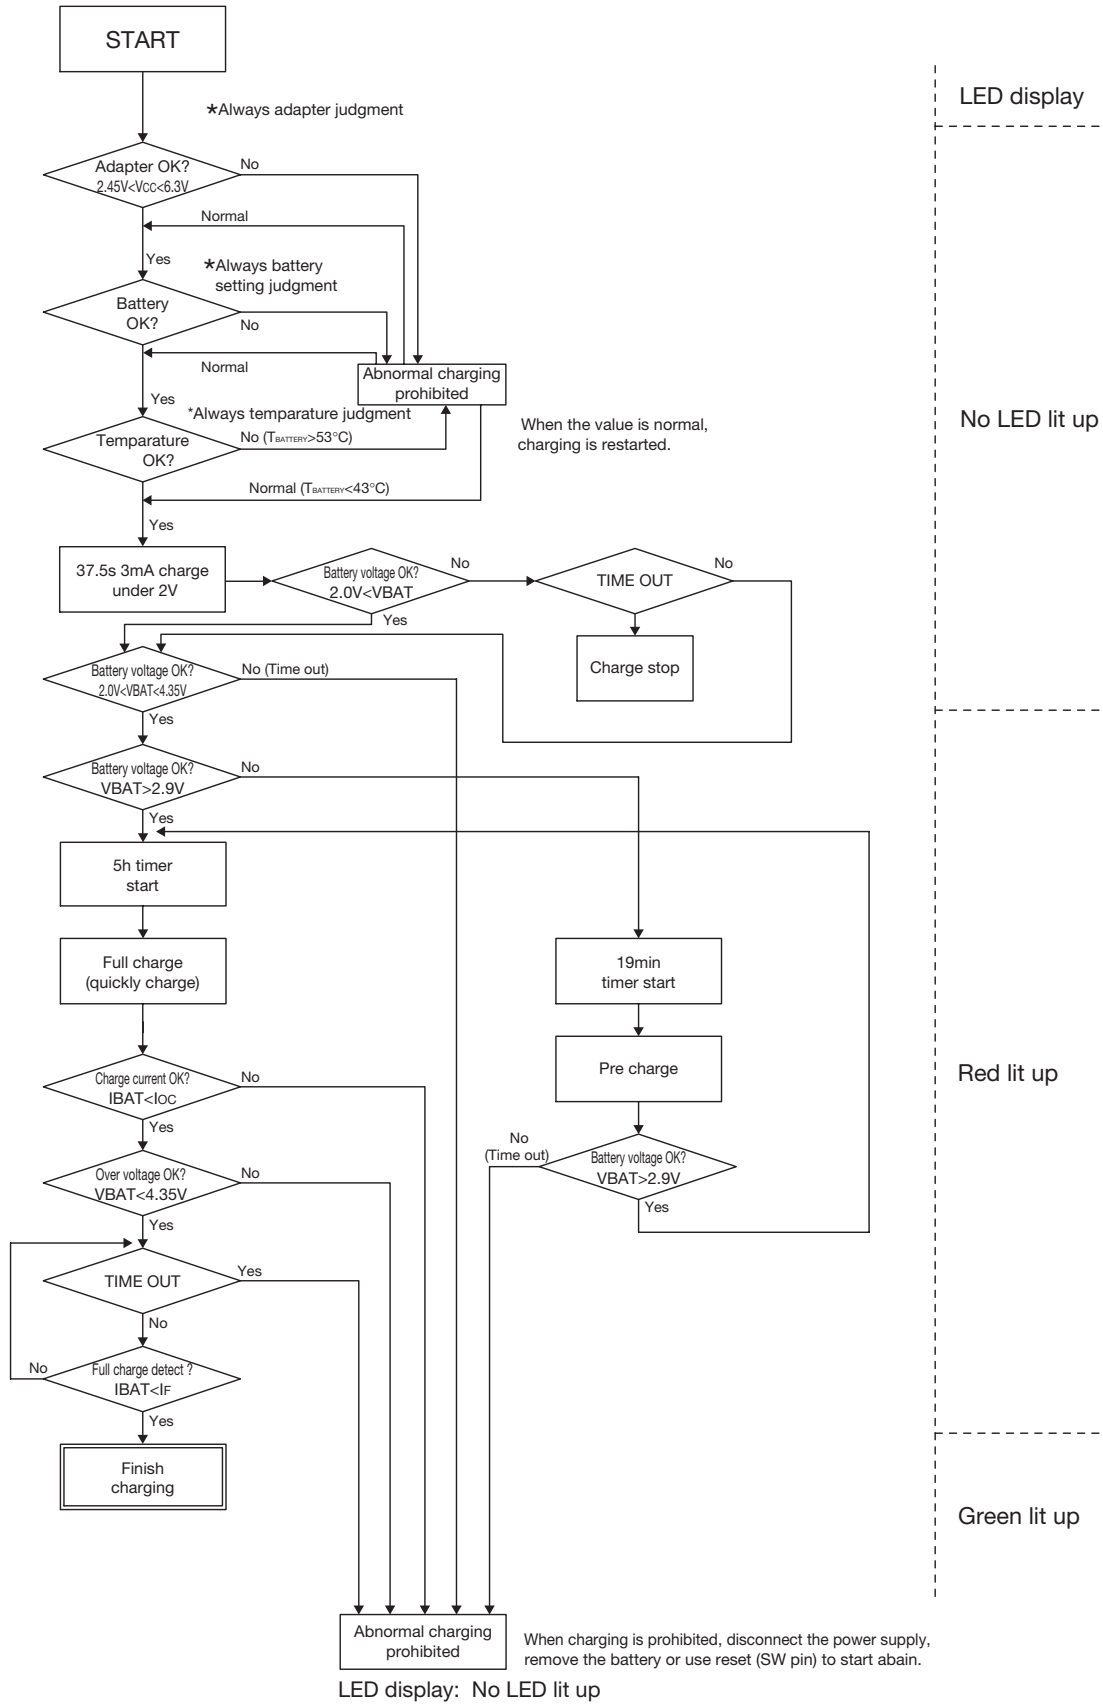 START
LED display
*Always adapter judgment
Adapter OK?
2.45V<VCC<6.3V
No
Normal
Yes
*Always battery
setting judgment
Battery
OK?
No
Normal
Abnormal charging
prohibited
Yes
*Always temparature judgment
Temparature
OK?
No (TBATTERY>53°C)
When the value is normal,
charging is restarted.
No LED lit up
Normal (TBATTERY<43°C)
Yes
37.5s 3mA charge
under 2V
Battery voltage OK?
2.0V<VBAT
No
TIME OUT
No
Yes
Charge stop
Battery voltage OK?
2.0V<VBAT<4.35V
No (Time out)
Yes
Battery voltage OK?
VBAT>2.9V
No
Yes
5h timer
start
Full charge
(quickly charge)
19min
timer start
Pre charge
Red lit up
Charge current OK?
IBAT<IOC
No
Yes
No
(Time out)
Battery voltage OK?
VBAT>2.9V
Yes
Over voltage OK?
VBAT<4.35V
No
Yes
TIME OUT
Yes
No
Full charge detect ?
IBAT<IF
No
Yes
Finish
charging
Green lit up
Abnormal charging
prohibited
When charging is prohibited, disconnect the power supply,
remove the battery or use reset (SW pin) to start abain.
LED display: No LED lit up